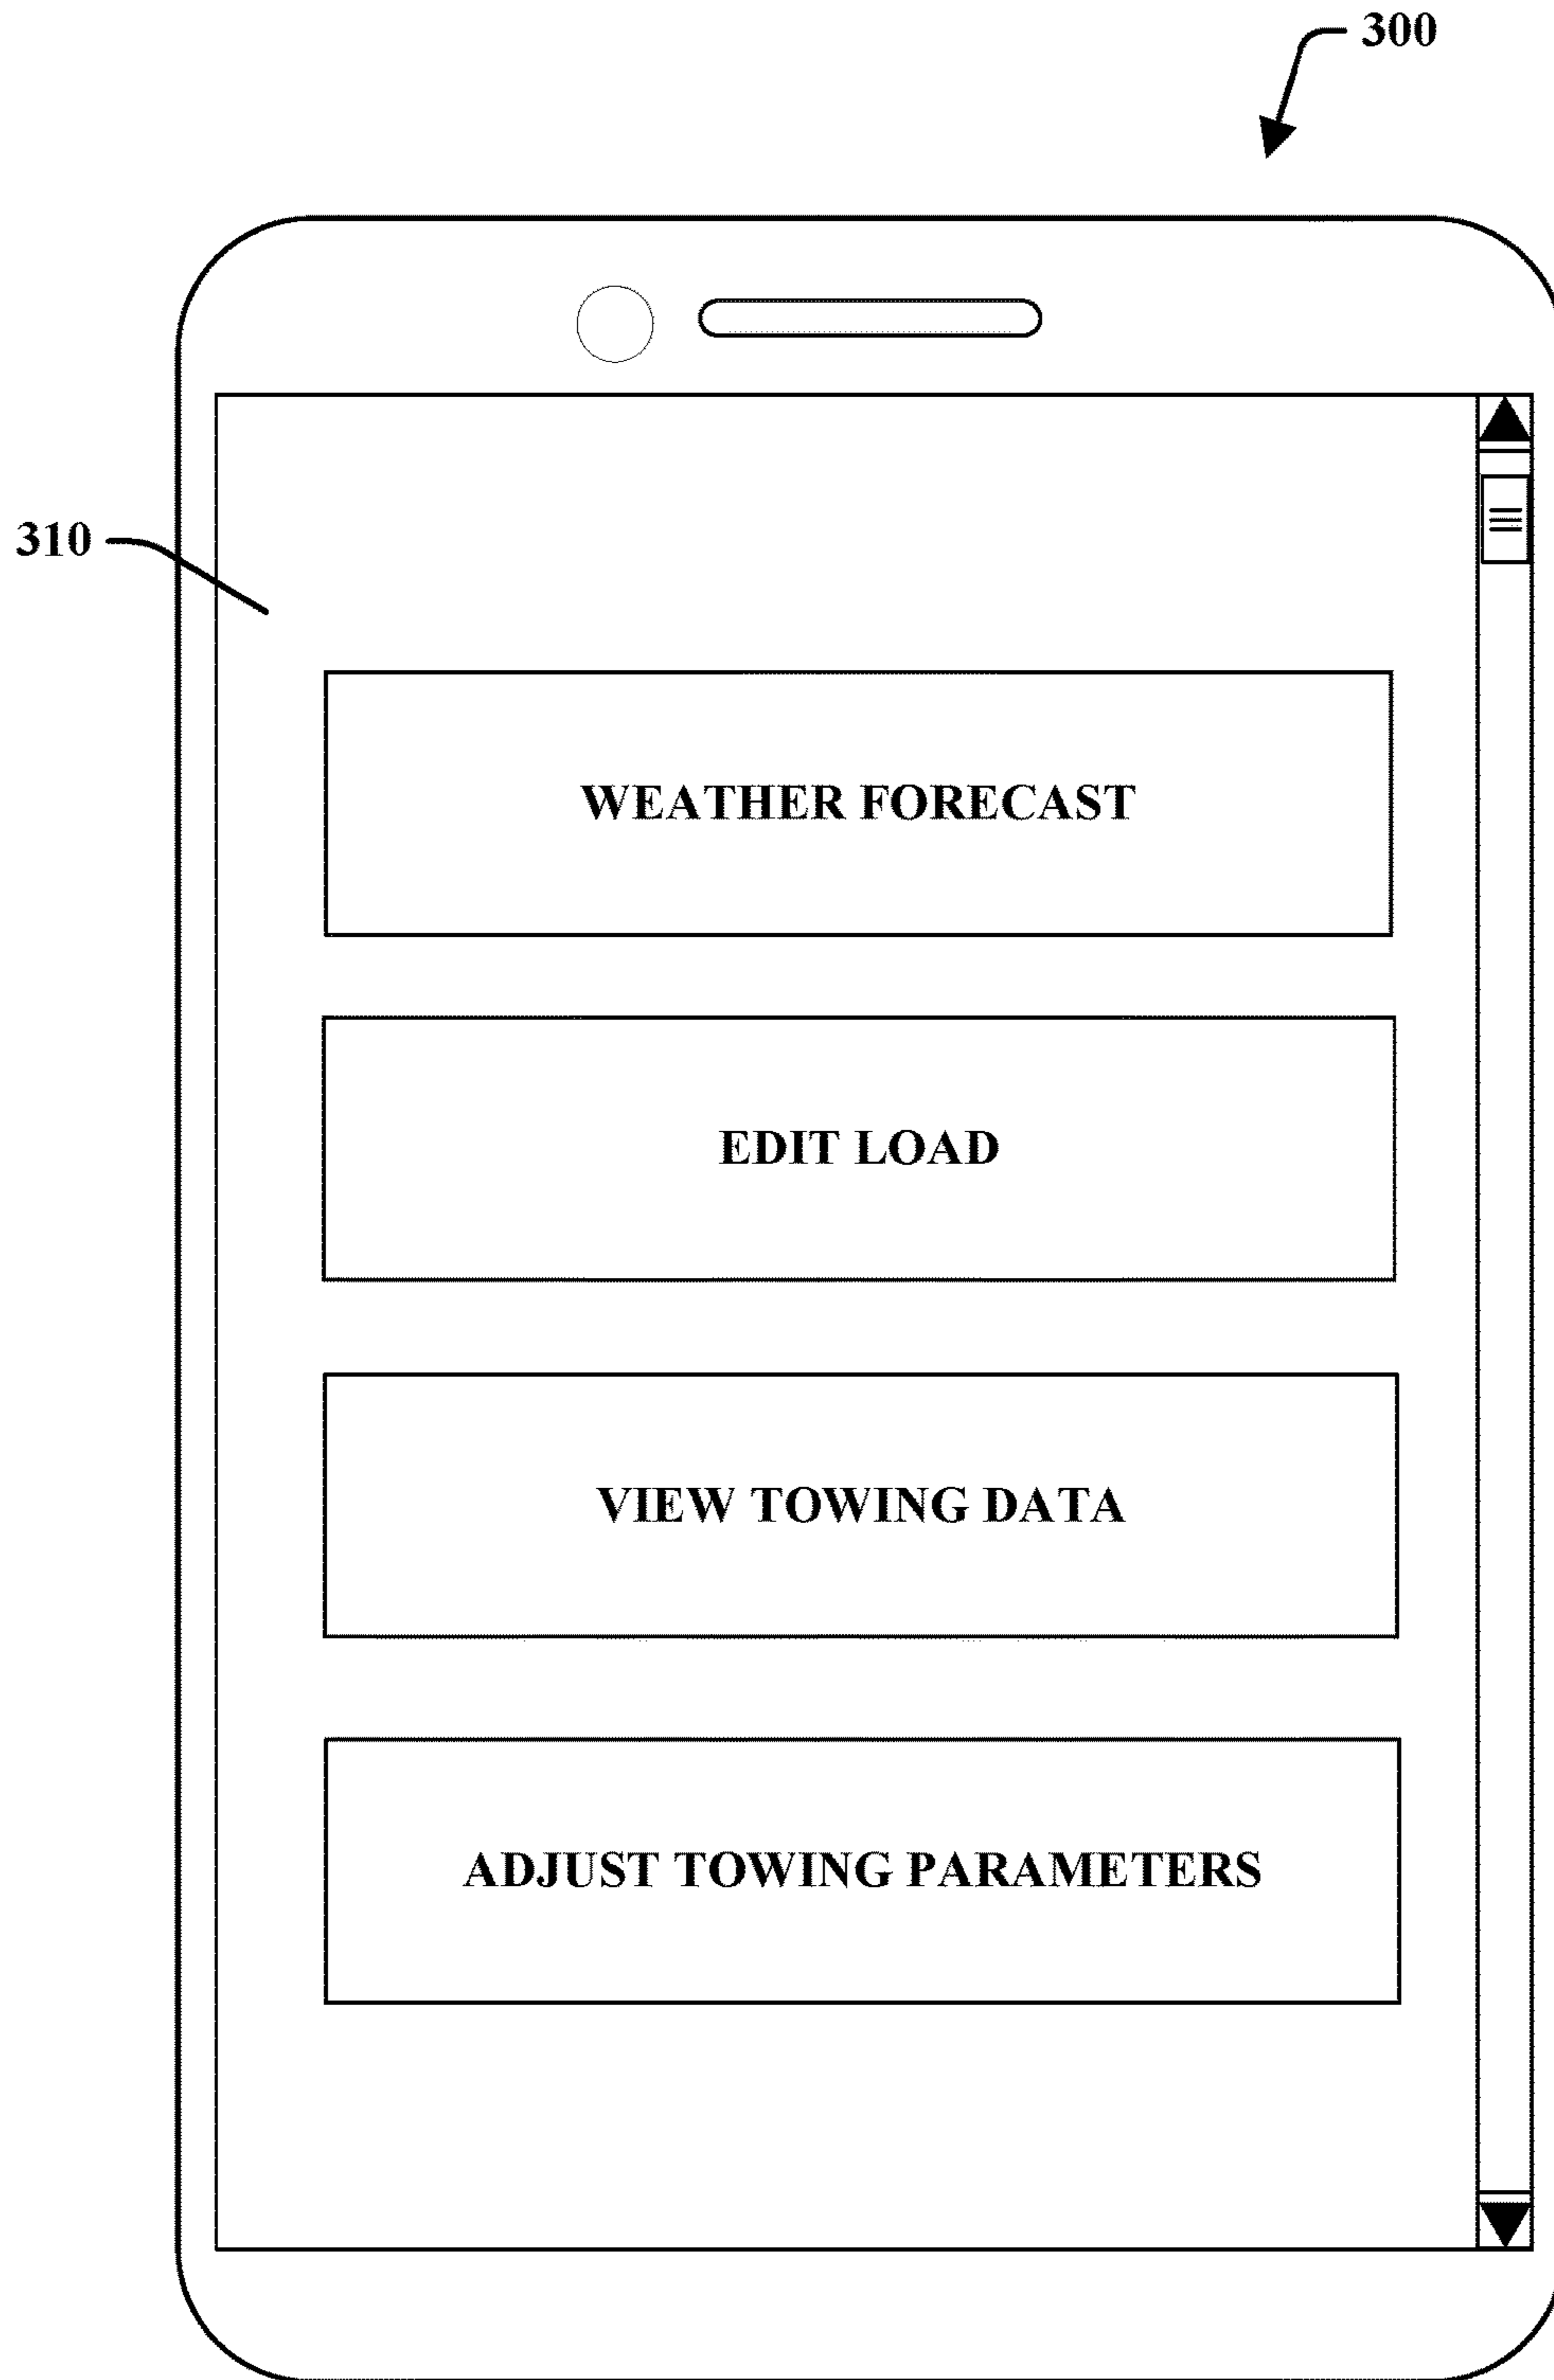 300
310
WEATHER FORECAST
EDIT LOAD
VIEW TOWING DATA
ADJUST TOWING PARAMETERS